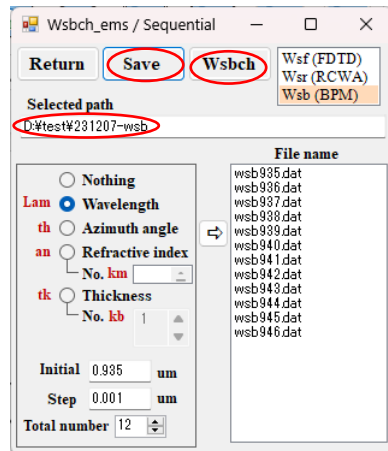 Wsbch_ems / Sequential
Return Save Wsbch
Wsf (FDTD)
Wsr (RCWA)
Wsb (BPM)
Selected path
D:¥test¥231207-wsb
File name
Nothing
Lam Wavelength
th Azimuth angle
an Refractive index
No. km
tk Thickness
No. kb 1
Initial 0.935 um
Step 0.001 um
Total number 12
wsb935.dat
wsb936.dat
wsb937.dat
wsb938.dat
wsb939.dat
wsb940.dat
wsb941.dat
wsb942.dat
wsb943.dat
wsb944.dat
wsb945.dat
wsb946.dat